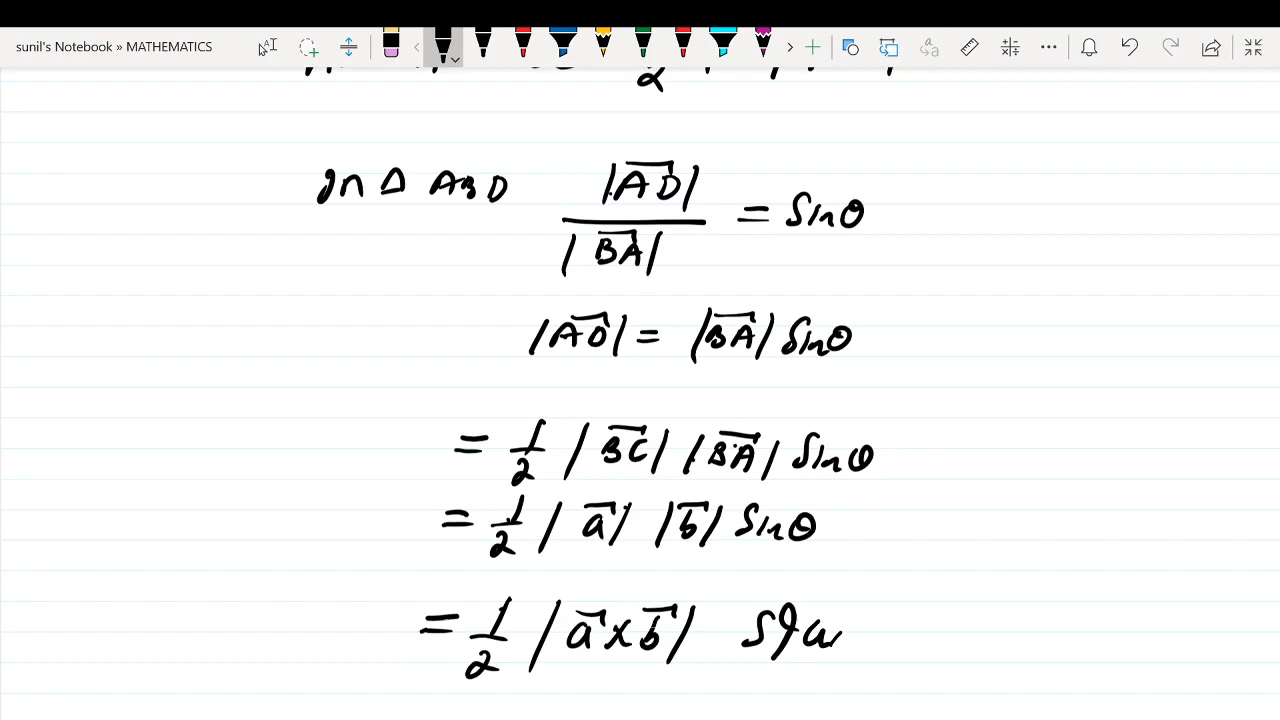 sunil's Notebook » MATHEMATICS
In Δ ABD |AD⃗| / |BA⃗| = Sinθ
|AD⃗| = |BA⃗| Sinθ
= 1/2 |BC⃗| |BA⃗| Sinθ
= 1/2 |a⃗| |b⃗| Sinθ
= 1/2 |a⃗ × b⃗|